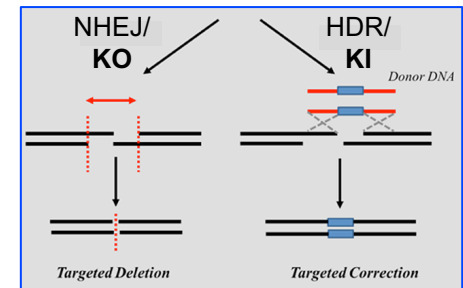 NHEJ/
KO
HDR/
KI
Donor DNA
Targeted Deletion
Targeted Correction